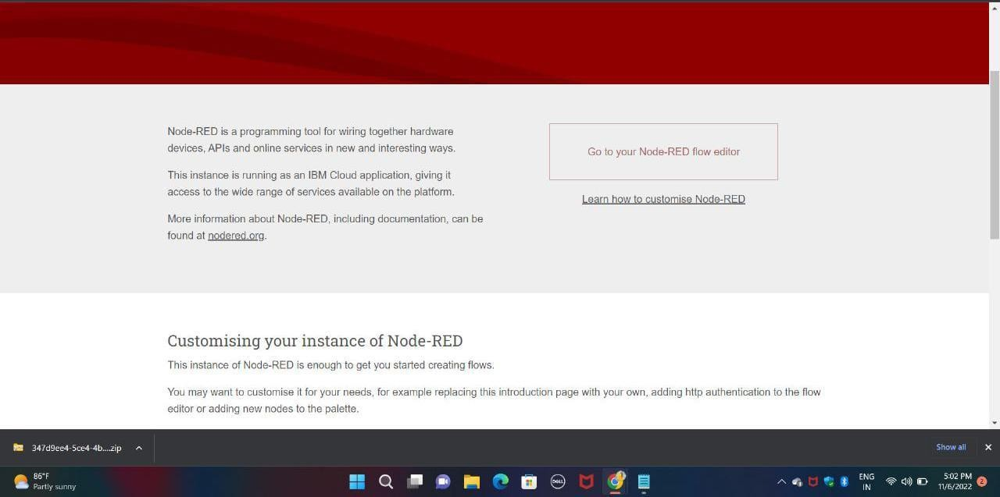 Node-RED is a programming tool for wiring together hardware
devices, APIs and online services in new and interesting ways.
This instance is running as an IBM Cloud application, giving it
access to the wide range of services available on the platform.
More information about Node-RED, including documentation, can be
found at nodered.org.
Go to your Node-RED flow editor
Learn how to customise Node-RED
Customising your instance of Node-RED
This instance of Node-RED is enough to get you started creating flows.
You may want to customise it for your needs, for example replacing this introduction page with your own, adding http authentication to the flow
editor or adding new nodes to the palette.
347d9ee4-5ce4-4b....zip
Show all
86°F
Partly sunny
DELL
1
ENG
IN
5:02 PM
11/6/2022
2